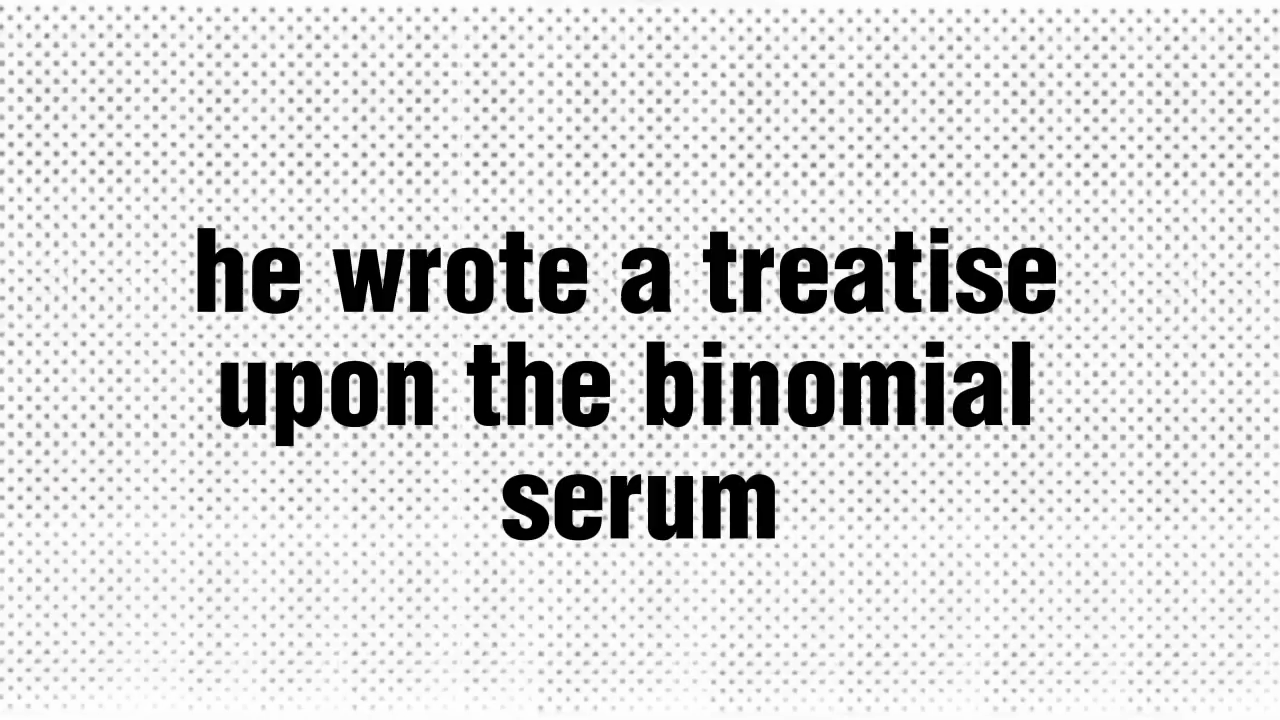 he wrote a treatise
upon the binomial
serum